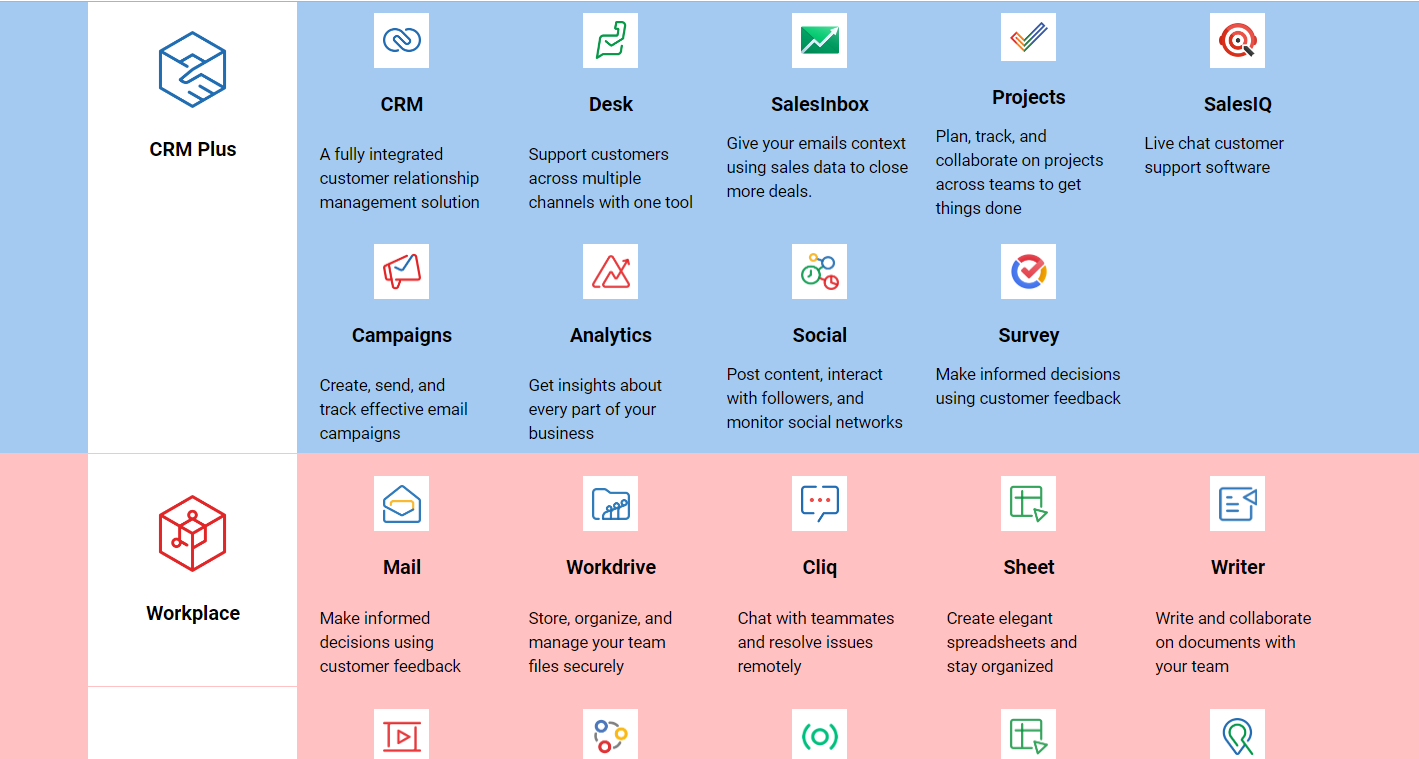 CRM Plus
CRM
A fully integrated
customer relationship
management solution
Desk
Support customers
across multiple
channels with one tool
SalesInbox
Give your emails context
using sales data to close
more deals.
Projects
Plan, track, and
collaborate on projects
across teams to get
things done
SalesIQ
Live chat customer
support software
Campaigns
Create, send, and
track effective email
campaigns
Analytics
Get insights about
every part of your
business
Social
Post content, interact
with followers, and
monitor social networks
Survey
Make informed decisions
using customer feedback
Workplace
Mail
Make informed
decisions using
customer feedback
Workdrive
Store, organize, and
manage your team
files securely
Cliq
Chat with teammates
and resolve issues
remotely
Sheet
Create elegant
spreadsheets and
stay organized
Writer
Write and collaborate
on documents with
your team